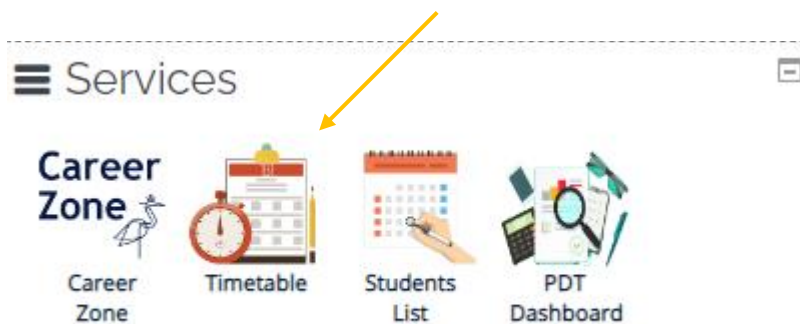 Services
Career
Zone
Career
Zone
Timetable
Students
List
PDT
Dashboard